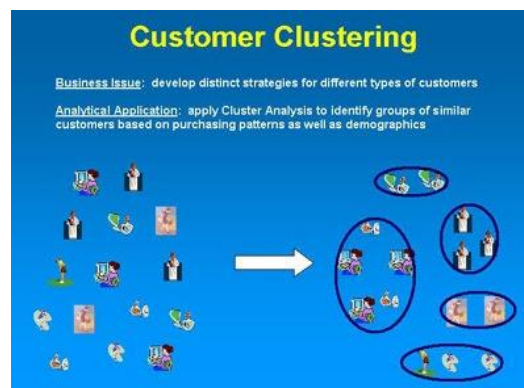 Customer Clustering
Business Issue: develop distinct strategies for different types of customers
Analytical Application: apply Cluster Analysis to identify groups of similar
customers based on purchasing patterns as well as demographics